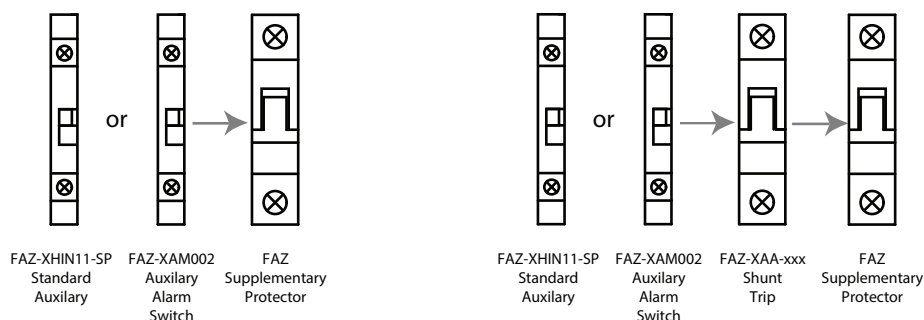 or
FAZ-XHIN11-SP
Standard
Auxilary
FAZ-XAM002
Auxilary
Alarm
Switch
FAZ
Supplementary
Protector
or
FAZ-XHIN11-SP
Standard
Auxilary
FAZ-XAM002
Auxilary
Alarm
Switch
FAZ-XAA-xxx
Shunt
Trip
FAZ
Supplementary
Protector